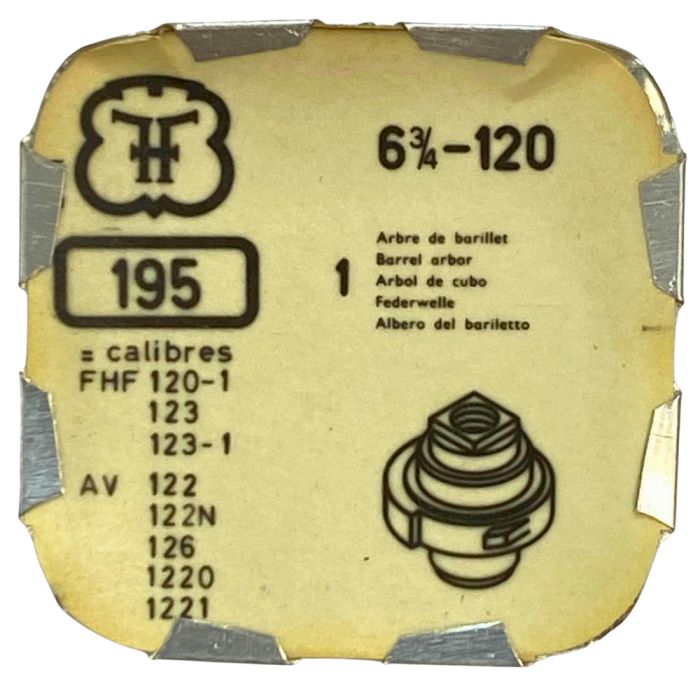 FH
6¾-120
195
1
Arbre de barillet
Barrel arbor
Arbol de cubo
Federwelle
Albero del bariletto
= calibres
FHF 120-1
123
123-1
AV 122
122N
126
1220
1221